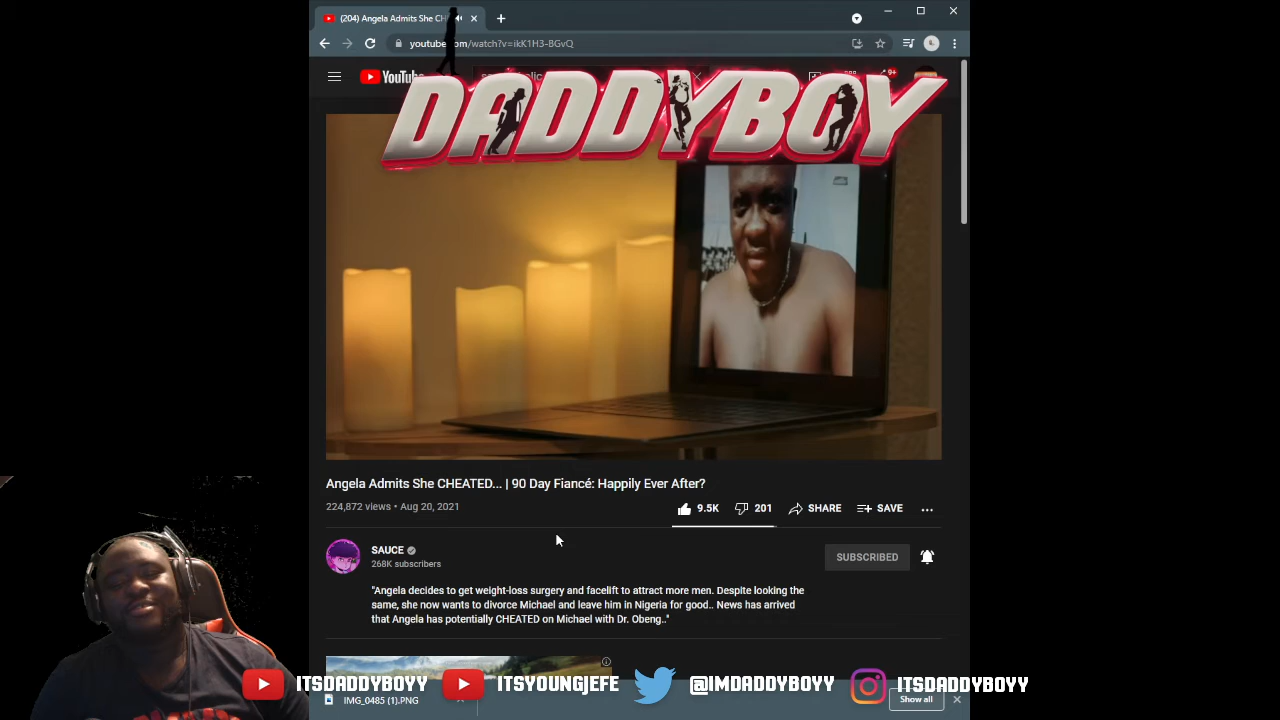 (204) Angela Admits She CH
youtube.com/watch?v=ikK1H3-BGvQ
YouTube
9+
DADDYBOY
Angela Admits She CHEATED... | 90 Day Fiancé: Happily Ever After?
224,872 views • Aug 20, 2021
9.5K
201
SHARE
SAVE
SAUCE
268K subscribers
SUBSCRIBED
"Angela decides to get weight-loss surgery and facelift to attract more men. Despite looking the
same, she now wants to divorce Michael and leave him in Nigeria for good.. News has arrived
that Angela has potentially CHEATED on Michael with Dr. Obeng.."
ITSDADDYBOYY
ITSYOUNGJEFE
@IMDADDYBOYY
ITSDADDYBOYY
IMG_0485 (1).PNG
Show all